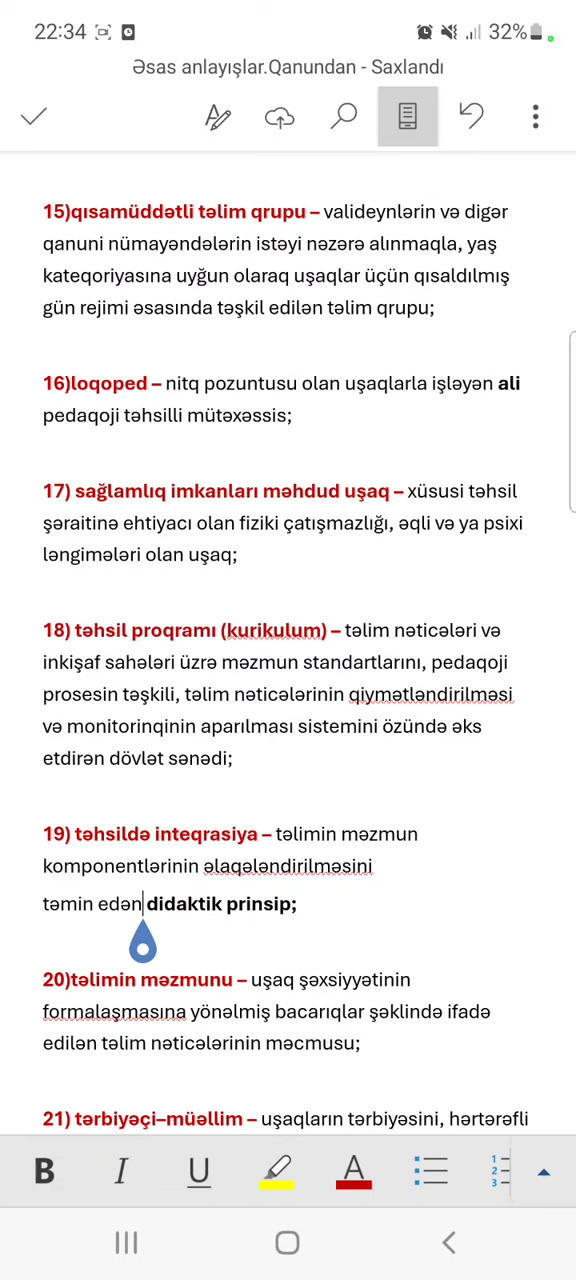 22:34 32%
Əsas anlayışlar.Qanundan - Saxlandı
15)qısamüddətli təlim qrupu – valideynlərin və digər
qanuni nümayəndələrin istəyi nəzərə alınmaqla, yaş
kateqoriyasına uyğun olaraq uşaqlar üçün qısaldılmış
gün rejimi əsasında təşkil edilən təlim qrupu;
16)loqoped – nitq pozuntusu olan uşaqlarla işləyən ali
pedaqoji təhsilli mütəxəssis;
17) sağlamlıq imkanları məhdud uşaq – xüsusi təhsil
şəraitinə ehtiyacı olan fiziki çatışmazlığı, əqli və ya psixi
ləngimələri olan uşaq;
18) təhsil proqramı (kurikulum) – təlim nəticələri və
inkişaf sahələri üzrə məzmun standartlarını, pedaqoji
prosesin təşkili, təlim nəticələrinin qiymətləndirilməsi
və monitorinqinin aparılması sistemini özündə əks
etdirən dövlət sənədi;
19) təhsildə inteqrasiya – təlimin məzmun
komponentlərinin əlaqələndirilməsini
təmin edən didaktik prinsip;
20)təlimin məzmunu – uşaq şəxsiyyətinin
formalaşmasına yönəlmiş bacarıqlar şəklində ifadə
edilən təlim nəticələrinin məcmusu;
21) tərbiyəçi–müəllim – uşaqların tərbiyəsini, hərtərəfli
B I U A 1 2 3